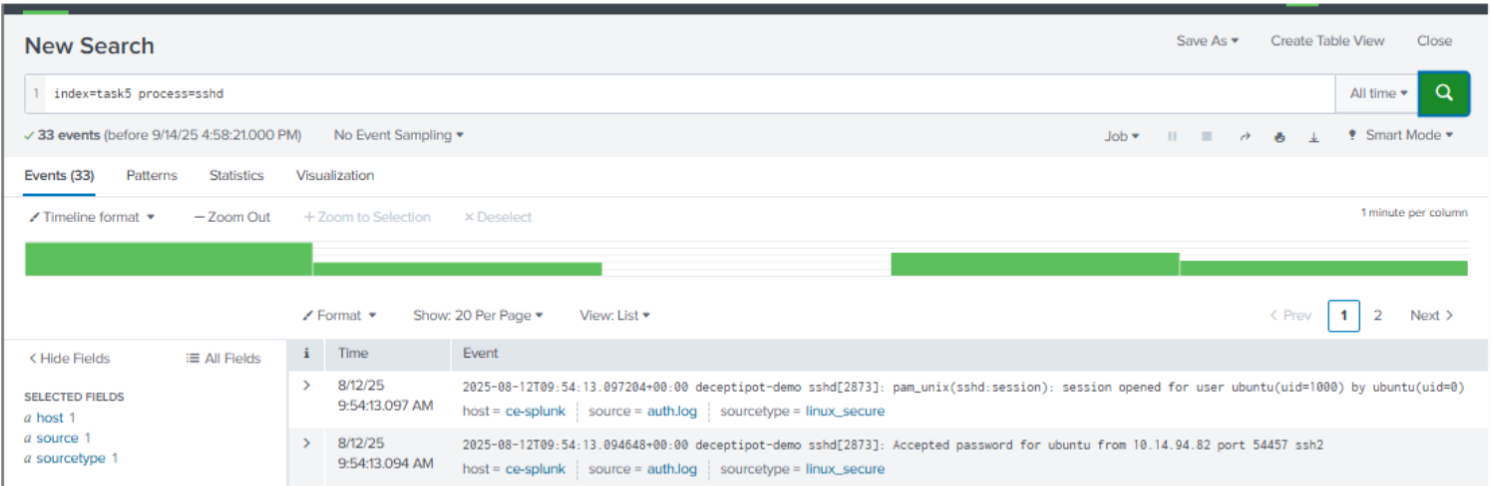 New Search
Save As ▾ Create Table View Close
1 index=task5 process=sshd
All time ▾
✓ 33 events (before 9/14/25 4:58:21.000 PM) No Event Sampling ▾
Job ▾ Smart Mode ▾
Events (33) Patterns Statistics Visualization
Timeline format ▾ — Zoom Out + Zoom to Selection × Deselect
1 minute per column
Format ▾ Show: 20 Per Page ▾ View: List ▾
< Prev 1 2 Next >
< Hide Fields All Fields
i Time Event
SELECTED FIELDS
a host 1
a source 1
a sourcetype 1
> 8/12/25
9:54:13.097 AM
2025-08-12T09:54:13.097204+00:00 deceptipot-demo sshd[2873]: pam_unix(sshd:session): session opened for user ubuntu(uid=1000) by ubuntu(uid=0)
host = ce-splunk source = auth.log sourcetype = linux_secure
> 8/12/25
9:54:13.094 AM
2025-08-12T09:54:13.094648+00:00 deceptipot-demo sshd[2873]: Accepted password for ubuntu from 10.14.94.82 port 54457 ssh2
host = ce-splunk source = auth.log sourcetype = linux_secure